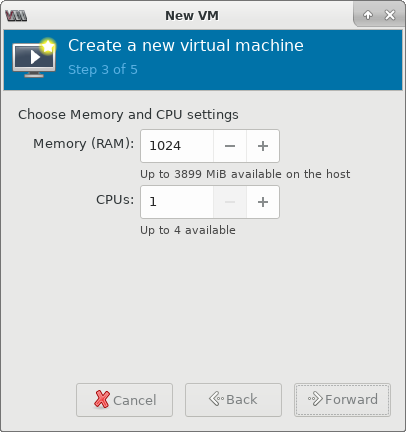 New VM
Create a new virtual machine
Step 3 of 5
Choose Memory and CPU settings
Memory (RAM): 1024
Up to 3899 MiB available on the host
CPUs: 1
Up to 4 available
Cancel Back Forward